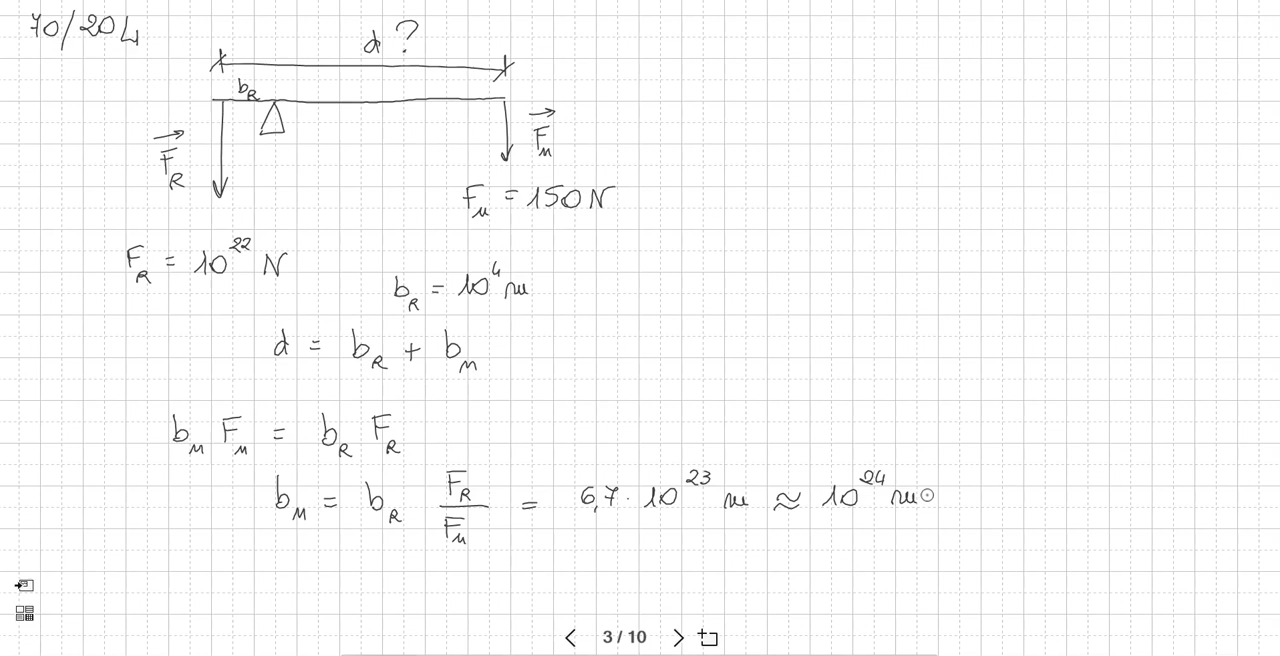 70/204
d ?
b_R
F_R
F_M
F_M = 150 N
F_R = 10^22 N
b_R = 10^4 m
d = b_R + b_M
b_M F_M = b_R F_R
b_M = b_R F_R / F_M = 6,7 · 10^23 m ≈ 10^24 m
3 / 10